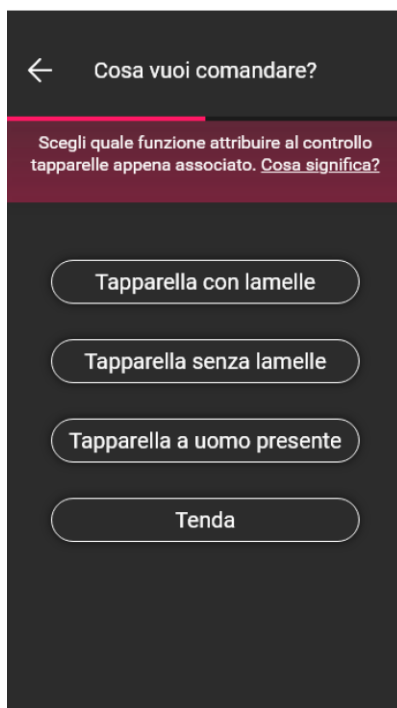 Cosa vuoi comandare?
Scegli quale funzione attribuire al controllo
tapparelle appena associato. Cosa significa?
Tapparella con lamelle
Tapparella senza lamelle
Tapparella a uomo presente
Tenda